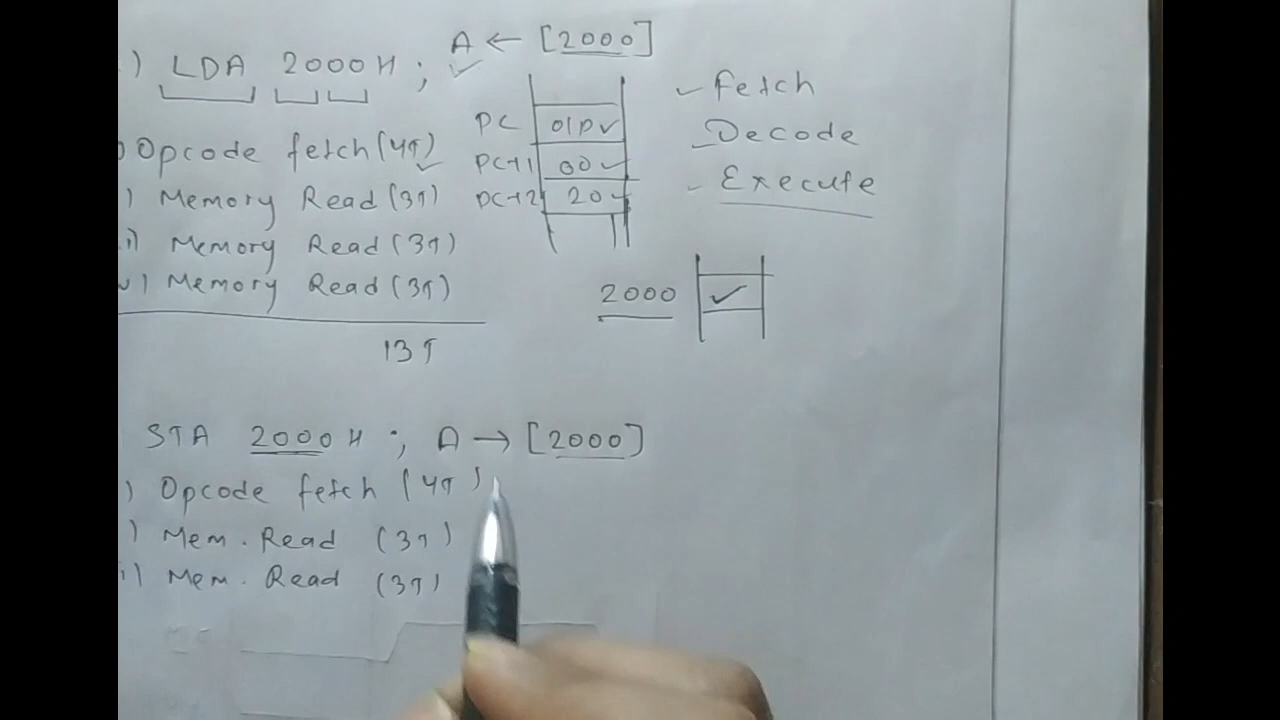 ) LDA 2000H ; A ← [2000]
) Opcode fetch (4T)
) Memory Read (3T)
i) Memory Read (3T)
v) Memory Read (3T)
13T
PC O/P
PC+1 00
PC+2 20
Fetch
Decode
Execute
2000
STA 2000H ; A → [2000]
) Opcode fetch (4T)
) Mem. Read (3T)
i) Mem. Read (3T)